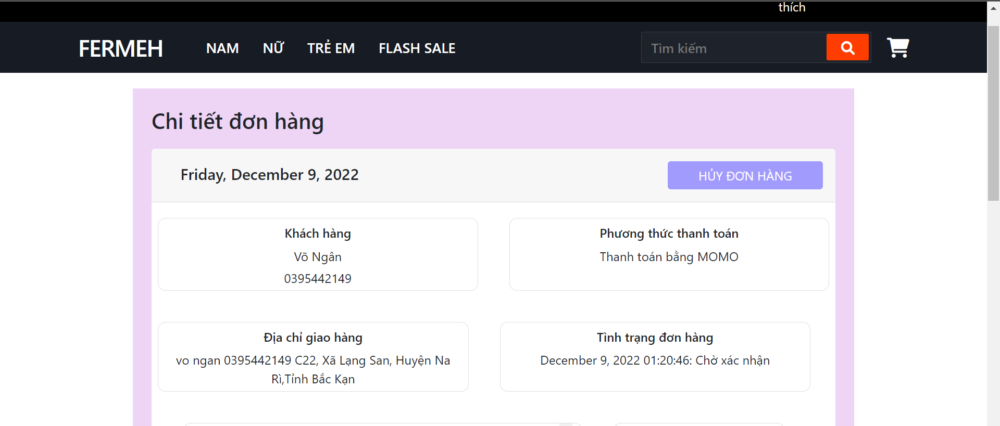 thích
FERMEH
NAM
NỮ
TRẺ EM
FLASH SALE
Tìm kiếm
Chi tiết đơn hàng
Friday, December 9, 2022
HỦY ĐƠN HÀNG
Khách hàng
Võ Ngân
0395442149
Phương thức thanh toán
Thanh toán bằng MOMO
Địa chỉ giao hàng
vo ngan 0395442149 C22, Xã Lạng San, Huyện Na
Rì,Tỉnh Bắc Kạn
Tình trạng đơn hàng
December 9, 2022 01:20:46: Chờ xác nhận